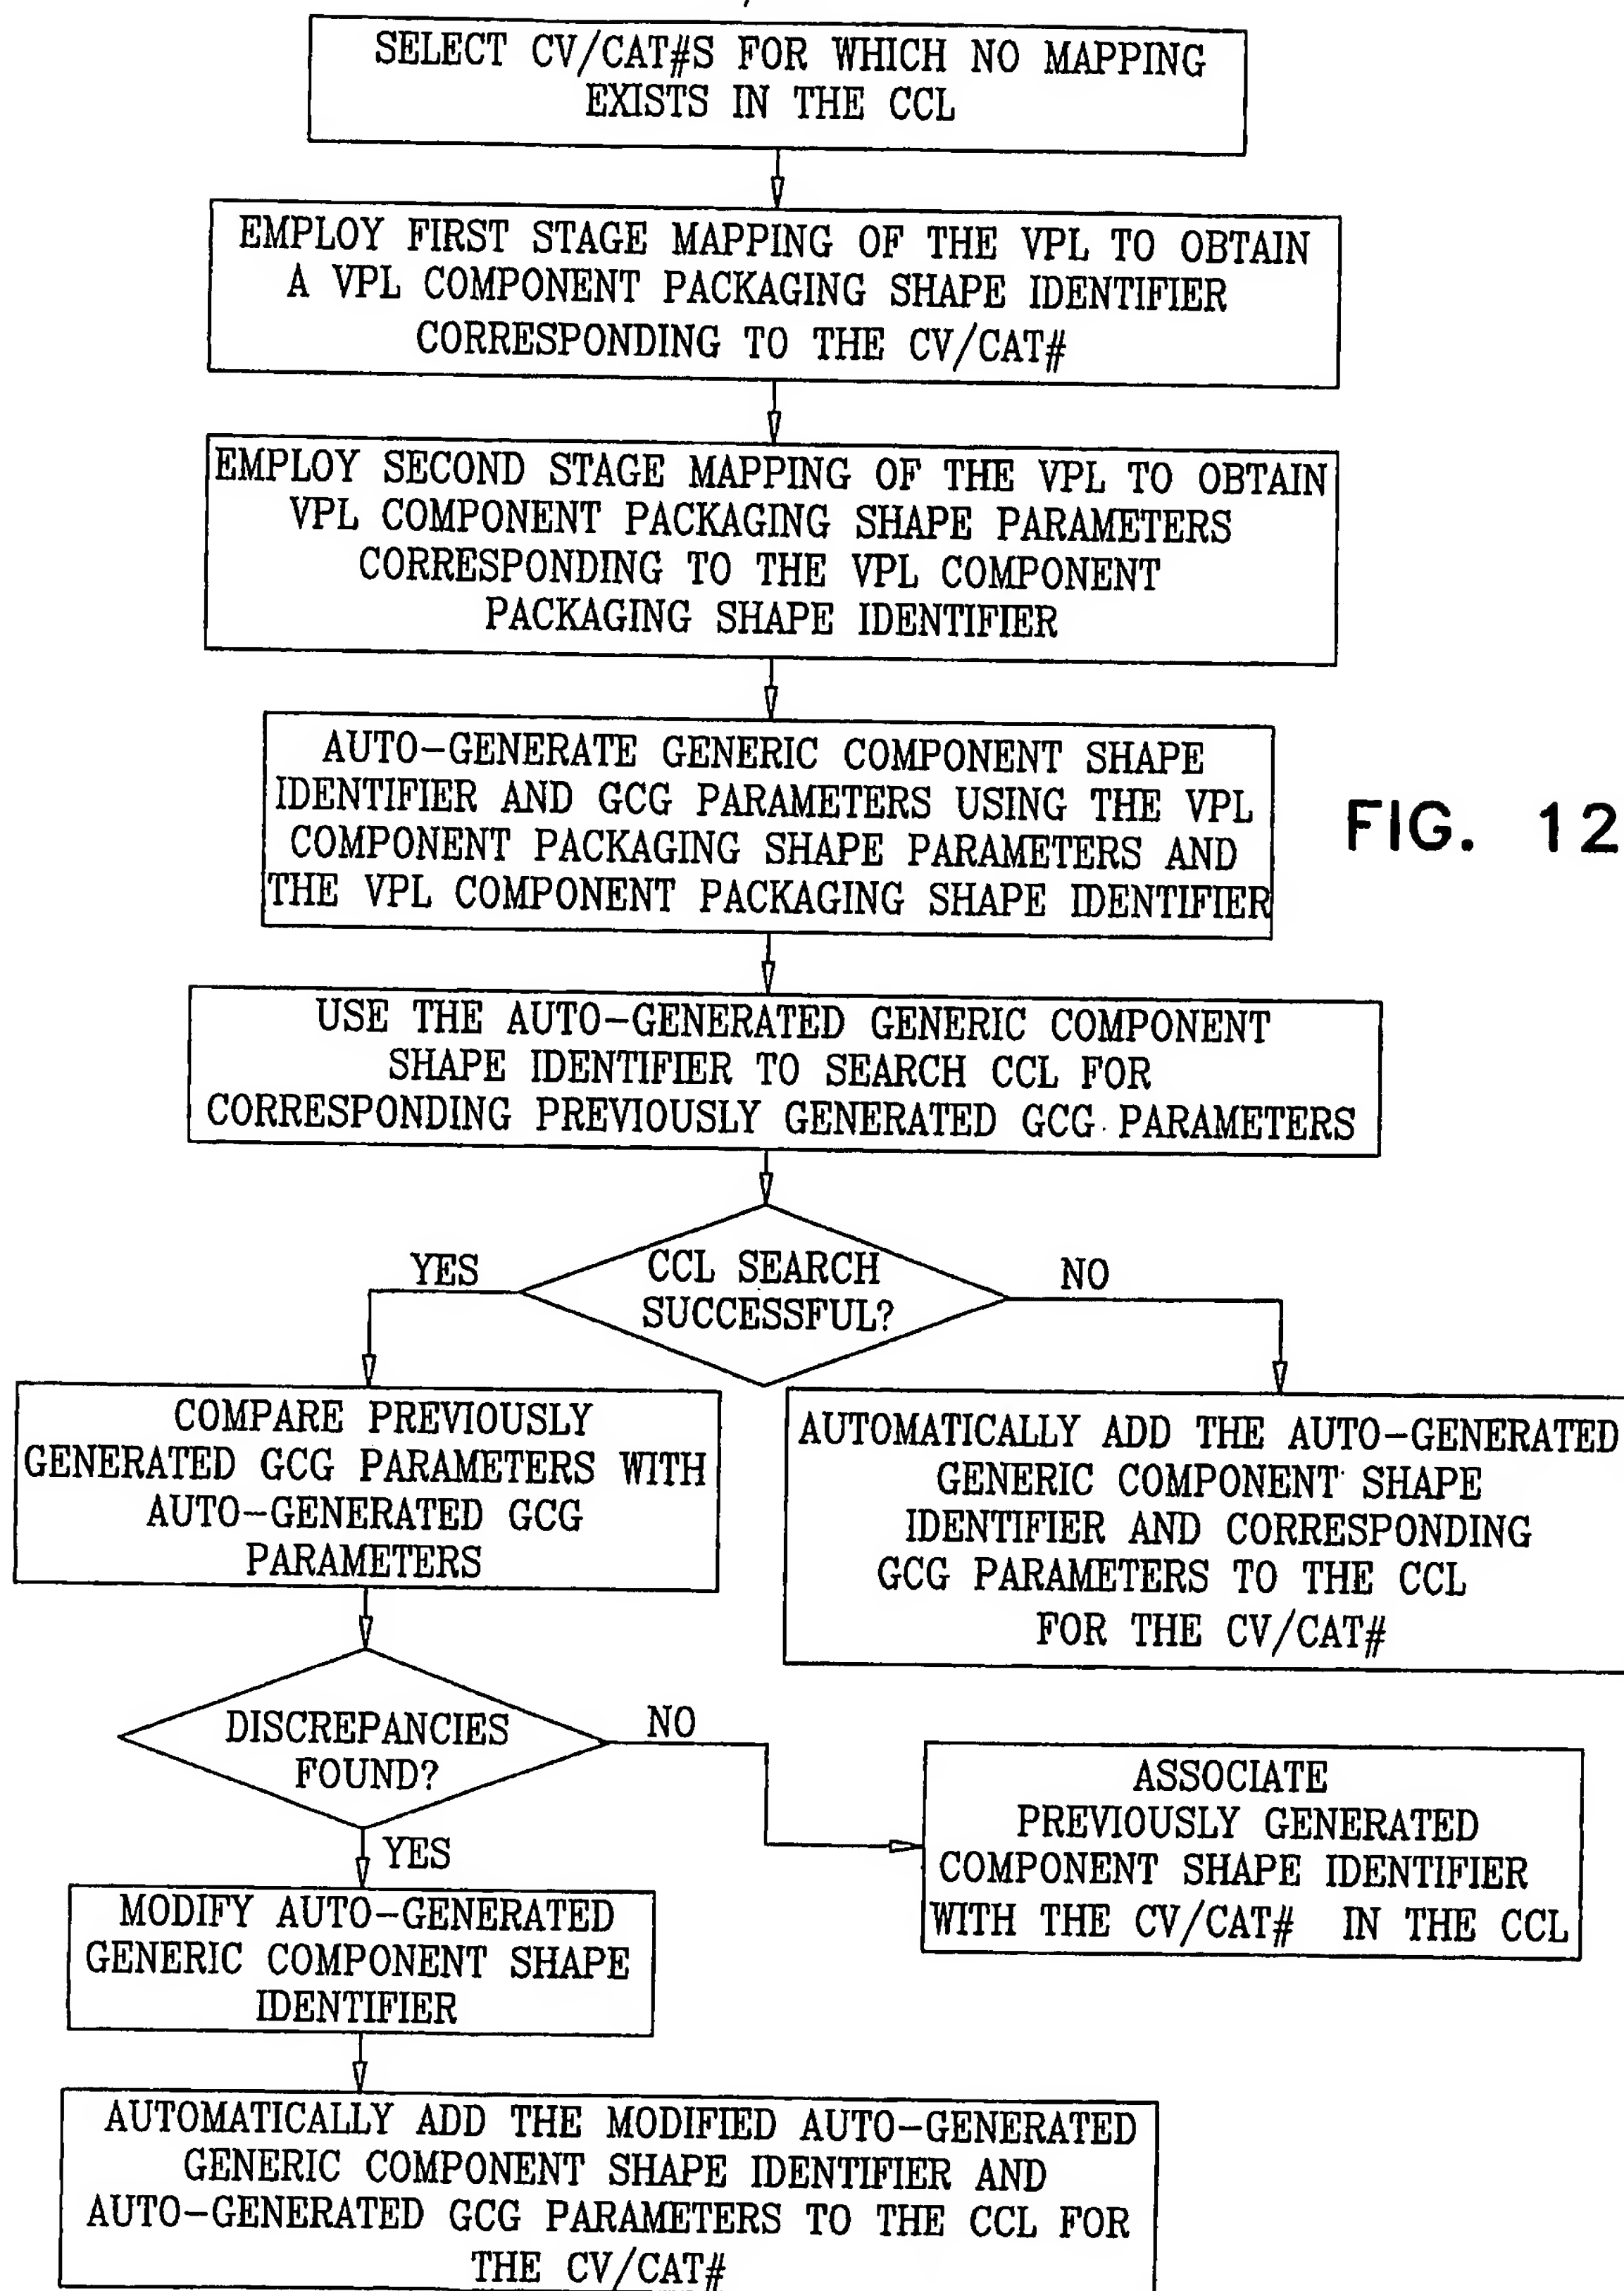 SELECT CV/CAT#S FOR WHICH NO MAPPING
EXISTS IN THE CCL
EMPLOY FIRST STAGE MAPPING OF THE VPL TO OBTAIN
A VPL COMPONENT PACKAGING SHAPE IDENTIFIER
CORRESPONDING TO THE CV/CAT#
EMPLOY SECOND STAGE MAPPING OF THE VPL TO OBTAIN
VPL COMPONENT PACKAGING SHAPE PARAMETERS
CORRESPONDING TO THE VPL COMPONENT
PACKAGING SHAPE IDENTIFIER
AUTO-GENERATE GENERIC COMPONENT SHAPE
IDENTIFIER AND GCG PARAMETERS USING THE VPL
COMPONENT PACKAGING SHAPE PARAMETERS AND
THE VPL COMPONENT PACKAGING SHAPE IDENTIFIER
FIG. 12
USE THE AUTO-GENERATED GENERIC COMPONENT
SHAPE IDENTIFIER TO SEARCH CCL FOR
CORRESPONDING PREVIOUSLY GENERATED GCG PARAMETERS
CCL SEARCH
SUCCESSFUL?
YES
NO
COMPARE PREVIOUSLY
GENERATED GCG PARAMETERS WITH
AUTO-GENERATED GCG
PARAMETERS
AUTOMATICALLY ADD THE AUTO-GENERATED
GENERIC COMPONENT SHAPE
IDENTIFIER AND CORRESPONDING
GCG PARAMETERS TO THE CCL
FOR THE CV/CAT#
DISCREPANCIES
FOUND?
NO
YES
ASSOCIATE
PREVIOUSLY GENERATED
COMPONENT SHAPE IDENTIFIER
WITH THE CV/CAT# IN THE CCL
MODIFY AUTO-GENERATED
GENERIC COMPONENT SHAPE
IDENTIFIER
AUTOMATICALLY ADD THE MODIFIED AUTO-GENERATED
GENERIC COMPONENT SHAPE IDENTIFIER AND
AUTO-GENERATED GCG PARAMETERS TO THE CCL FOR
THE CV/CAT#